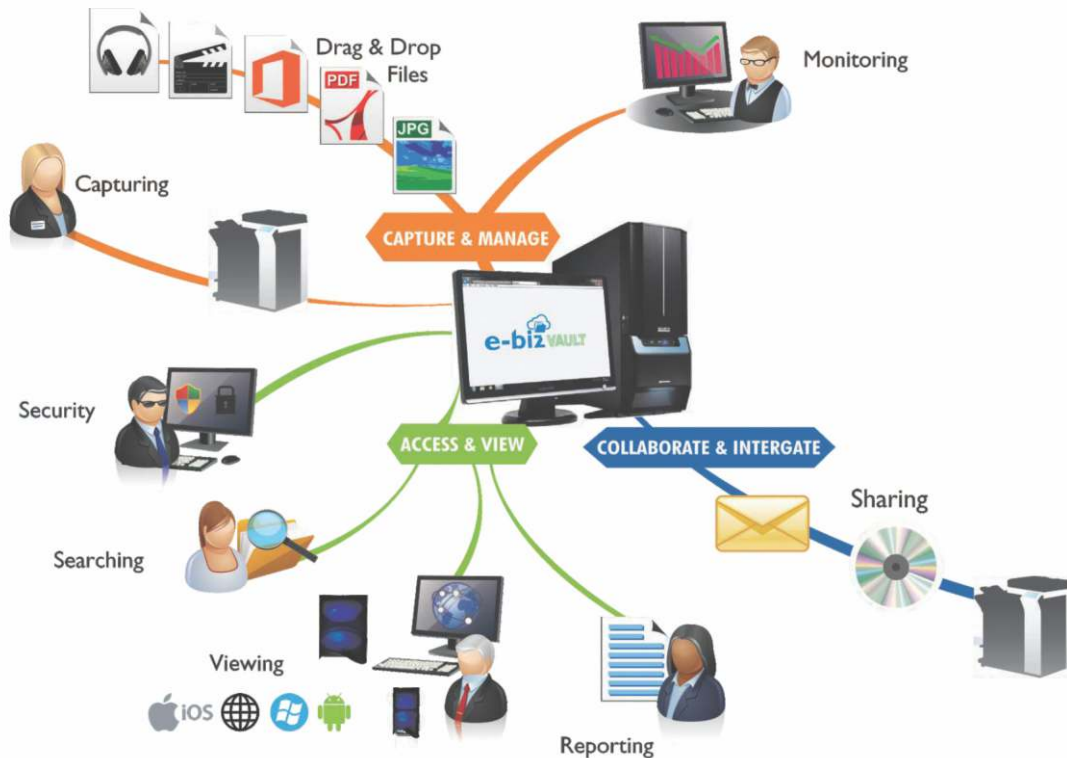 Drag & Drop
Files
Monitoring
PDF
JPG
Capturing
CAPTURE & MANAGE
e-biz VAULT
Security
ACCESS & VIEW
COLLABORATE & INTERGATE
Sharing
Searching
Viewing
iOS
Reporting